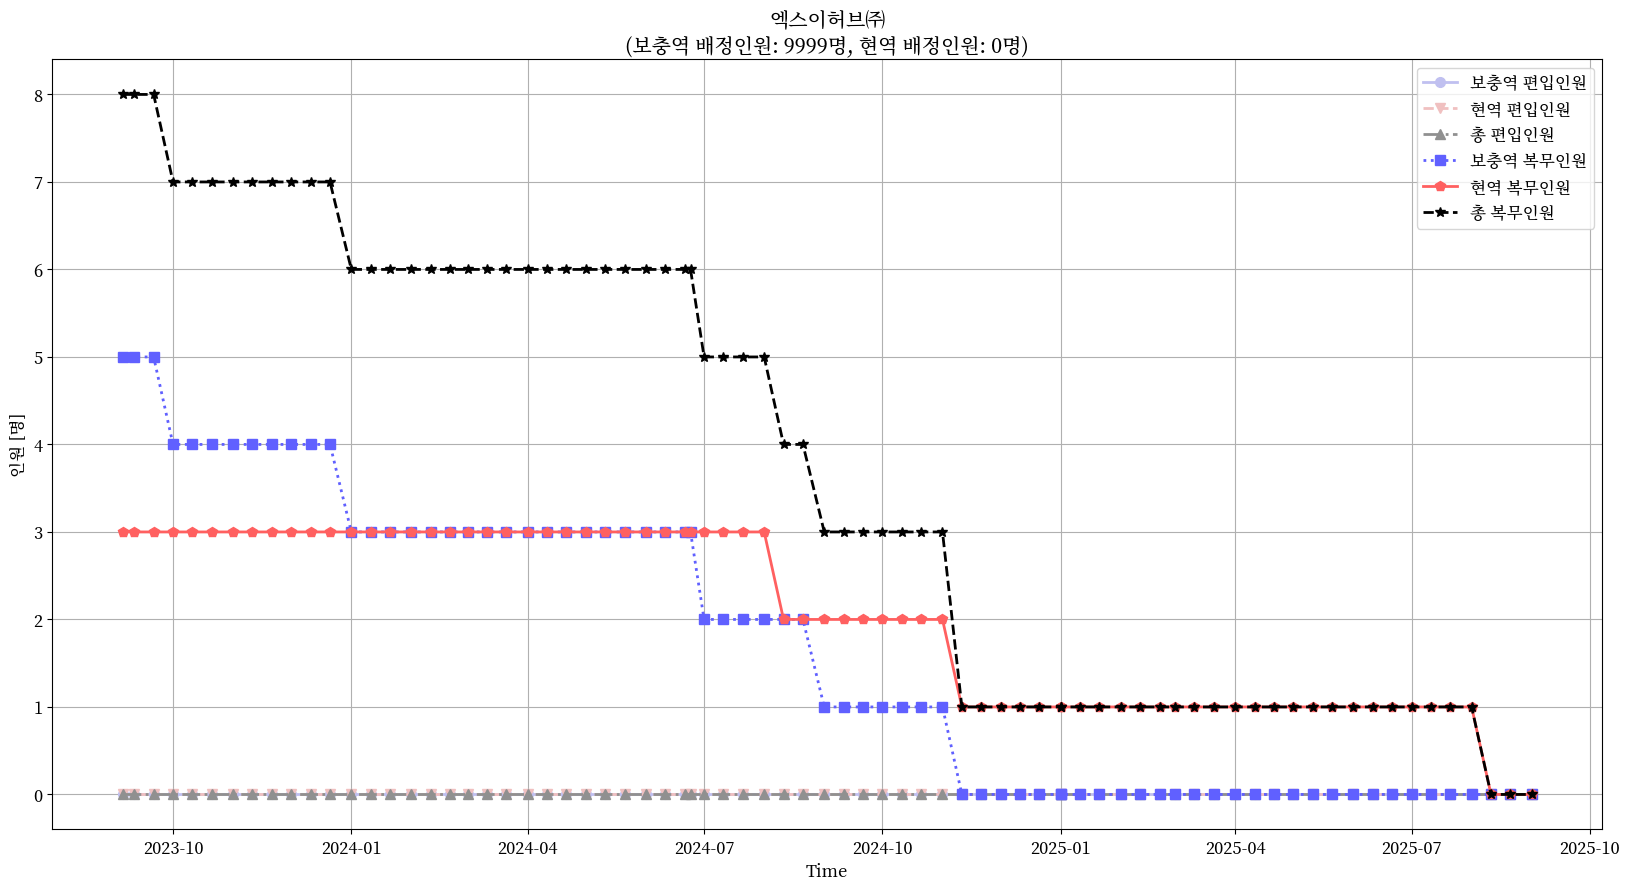 엑스이허브㈜
(보충역 배정인원: 9999명, 현역 배정인원: 0명)
보충역 편입인원
현역 편입인원
총 편입인원
보충역 복무인원
현역 복무인원
총 복무인원
인원 [명]
8
7
6
5
4
3
2
1
0
2023-10
2024-01
2024-04
2024-07
2024-10
2025-01
2025-04
2025-07
2025-10
Time